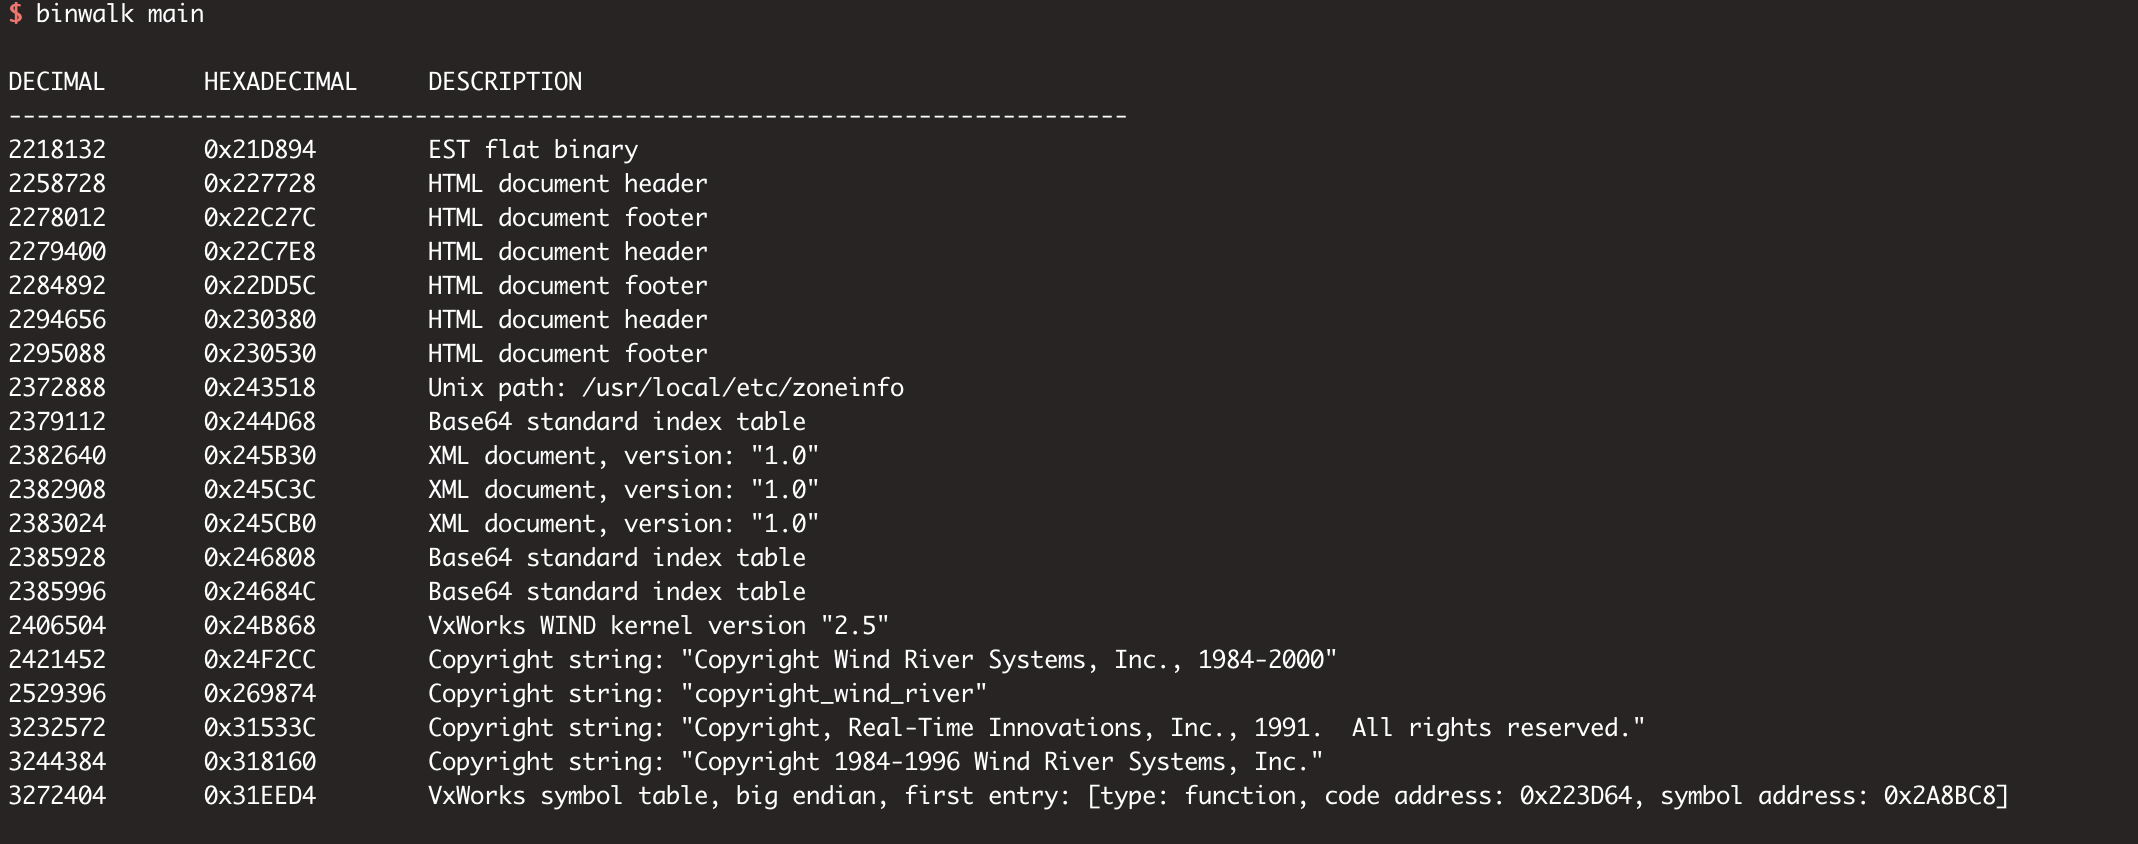 $ binwalk main
DECIMAL       HEXADECIMAL     DESCRIPTION
--------------------------------------------------------------------------------
2218132       0x21D894        EST flat binary
2258728       0x227728        HTML document header
2278012       0x22C27C        HTML document footer
2279400       0x22C7E8        HTML document header
2284892       0x22DD5C        HTML document footer
2294656       0x230380        HTML document header
2295088       0x230530        HTML document footer
2372888       0x243518        Unix path: /usr/local/etc/zoneinfo
2379112       0x244D68        Base64 standard index table
2382640       0x245B30        XML document, version: "1.0"
2382908       0x245C3C        XML document, version: "1.0"
2383024       0x245CB0        XML document, version: "1.0"
2385928       0x246808        Base64 standard index table
2385996       0x24684C        Base64 standard index table
2406504       0x24B868        VxWorks WIND kernel version "2.5"
2421452       0x24F2CC        Copyright string: "Copyright Wind River Systems, Inc., 1984-2000"
2529396       0x269874        Copyright string: "copyright_wind_river"
3232572       0x31533C        Copyright string: "Copyright, Real-Time Innovations, Inc., 1991.  All rights reserved."
3244384       0x318160        Copyright string: "Copyright 1984-1996 Wind River Systems, Inc."
3272404       0x31EED4        VxWorks symbol table, big endian, first entry: [type: function, code address: 0x223D64, symbol address: 0x2A8BC8]